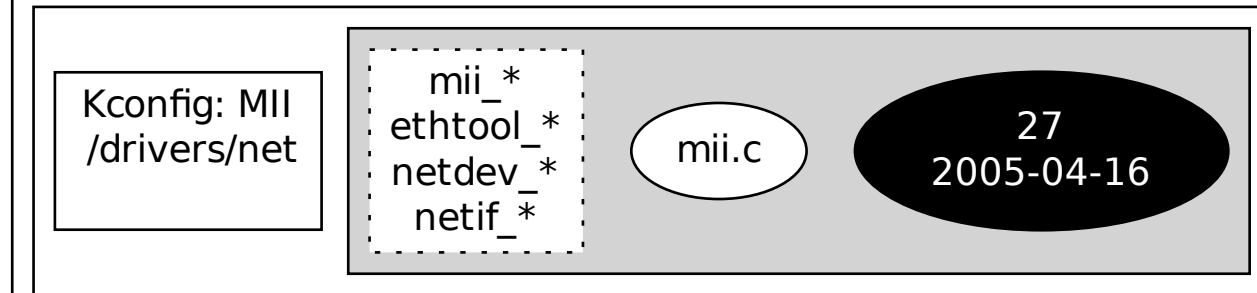 Kconfig: MII
/drivers/net
mii_*
ethtool_*
netdev_*
netif_*
mii.c
27
2005-04-16